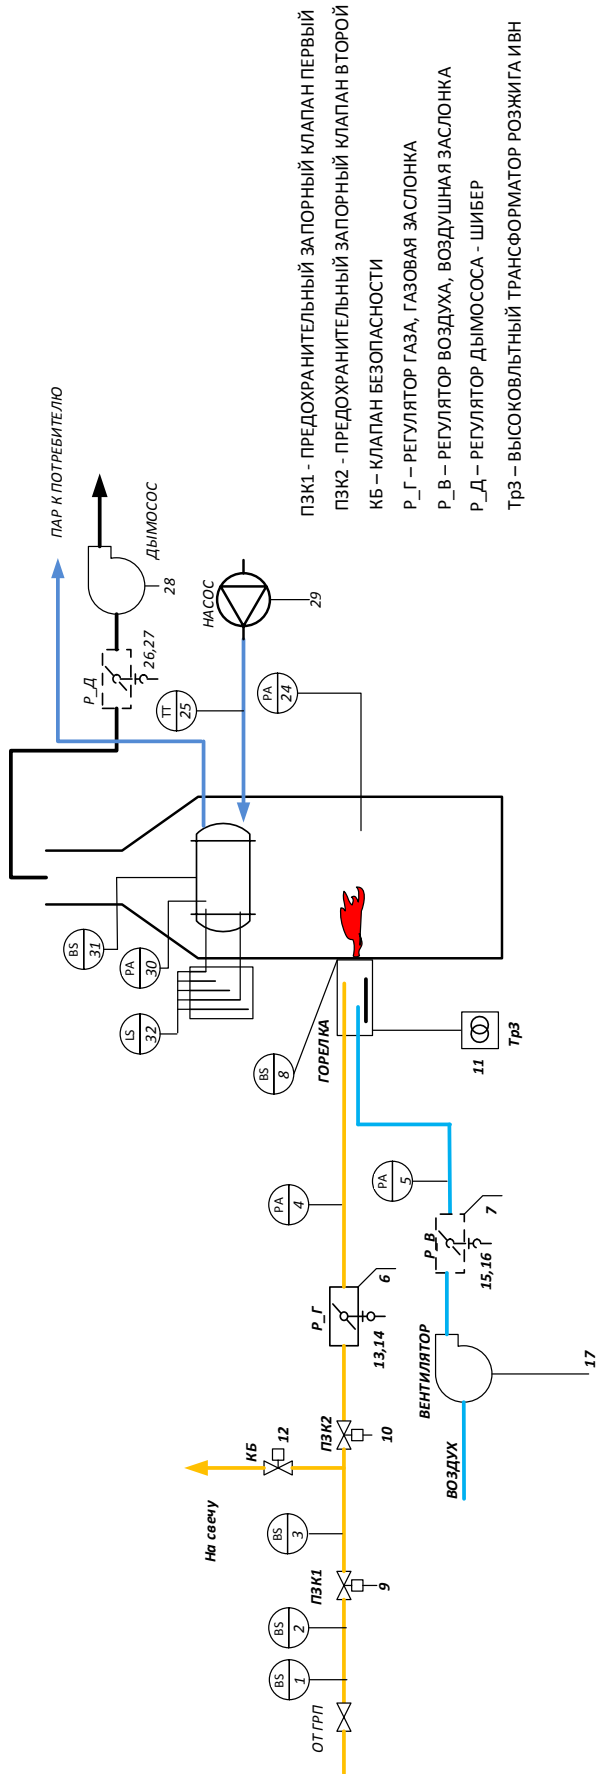 ПАР К ПОТРЕБИТЕЛЮ
ДЫМОСОС
28
Р_Д
26,27
НАСОС
29
TT
25
PA
24
BS
31
PA
30
LS
32
BS
8
ГОРЕЛКА
11
Тр3
PA
4
PA
5
Р_Г
6
13,14
Р_В
7
15,16
ВЕНТИЛЯТОР
17
ВОЗДУХ
На свечу
КБ
12
ПЗК2
10
BS
3
ПЗК1
9
BS
2
BS
1
ОТ ГРП
ПЗК1 - ПРЕДОХРАНИТЕЛЬНЫЙ ЗАПОРНЫЙ КЛАПАН ПЕРВЫЙ
ПЗК2 - ПРЕДОХРАНИТЕЛЬНЫЙ ЗАПОРНЫЙ КЛАПАН ВТОРОЙ
КБ – КЛАПАН БЕЗОПАСНОСТИ
Р_Г – РЕГУЛЯТОР ГАЗА, ГАЗОВАЯ ЗАСЛОНКА
Р_В – РЕГУЛЯТОР ВОЗДУХА, ВОЗДУШНАЯ ЗАСЛОНКА
Р_Д – РЕГУЛЯТОР ДЫМОСОСА - ШИБЕР
Тр3 – ВЫСОКОВЛЬТНЫЙ ТРАНСФОРМАТОР РОЗЖИГА ИВН